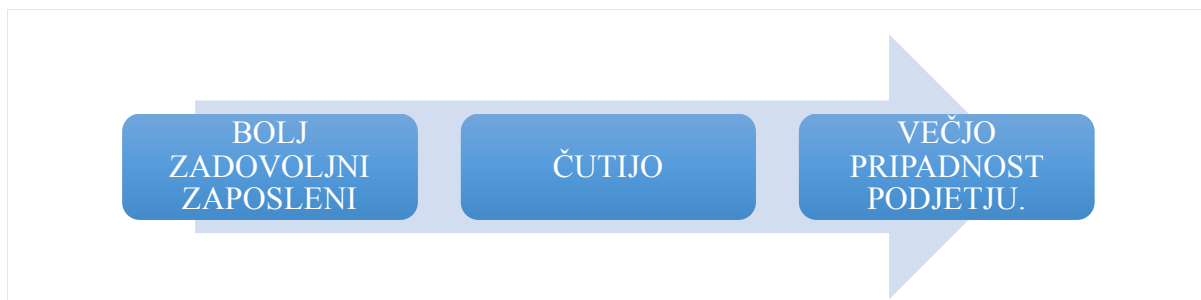 BOLJ
ZADOVOLJNI
ZAPOSLENI
ČUTIJO
VEČJO
PRIPADNOST
PODJETJU.